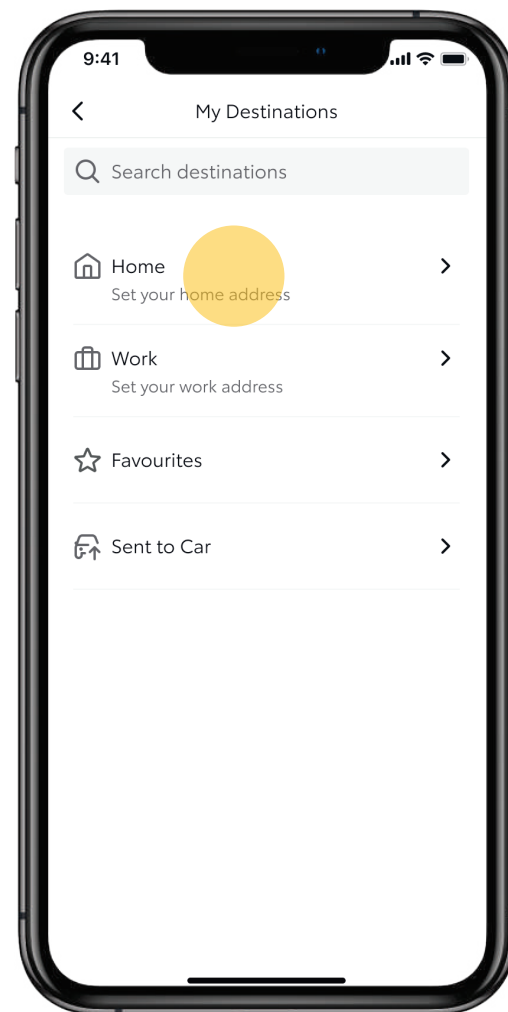 9:41
My Destinations
Search destinations
Home
Set your home address
Work
Set your work address
Favourites
Sent to Car